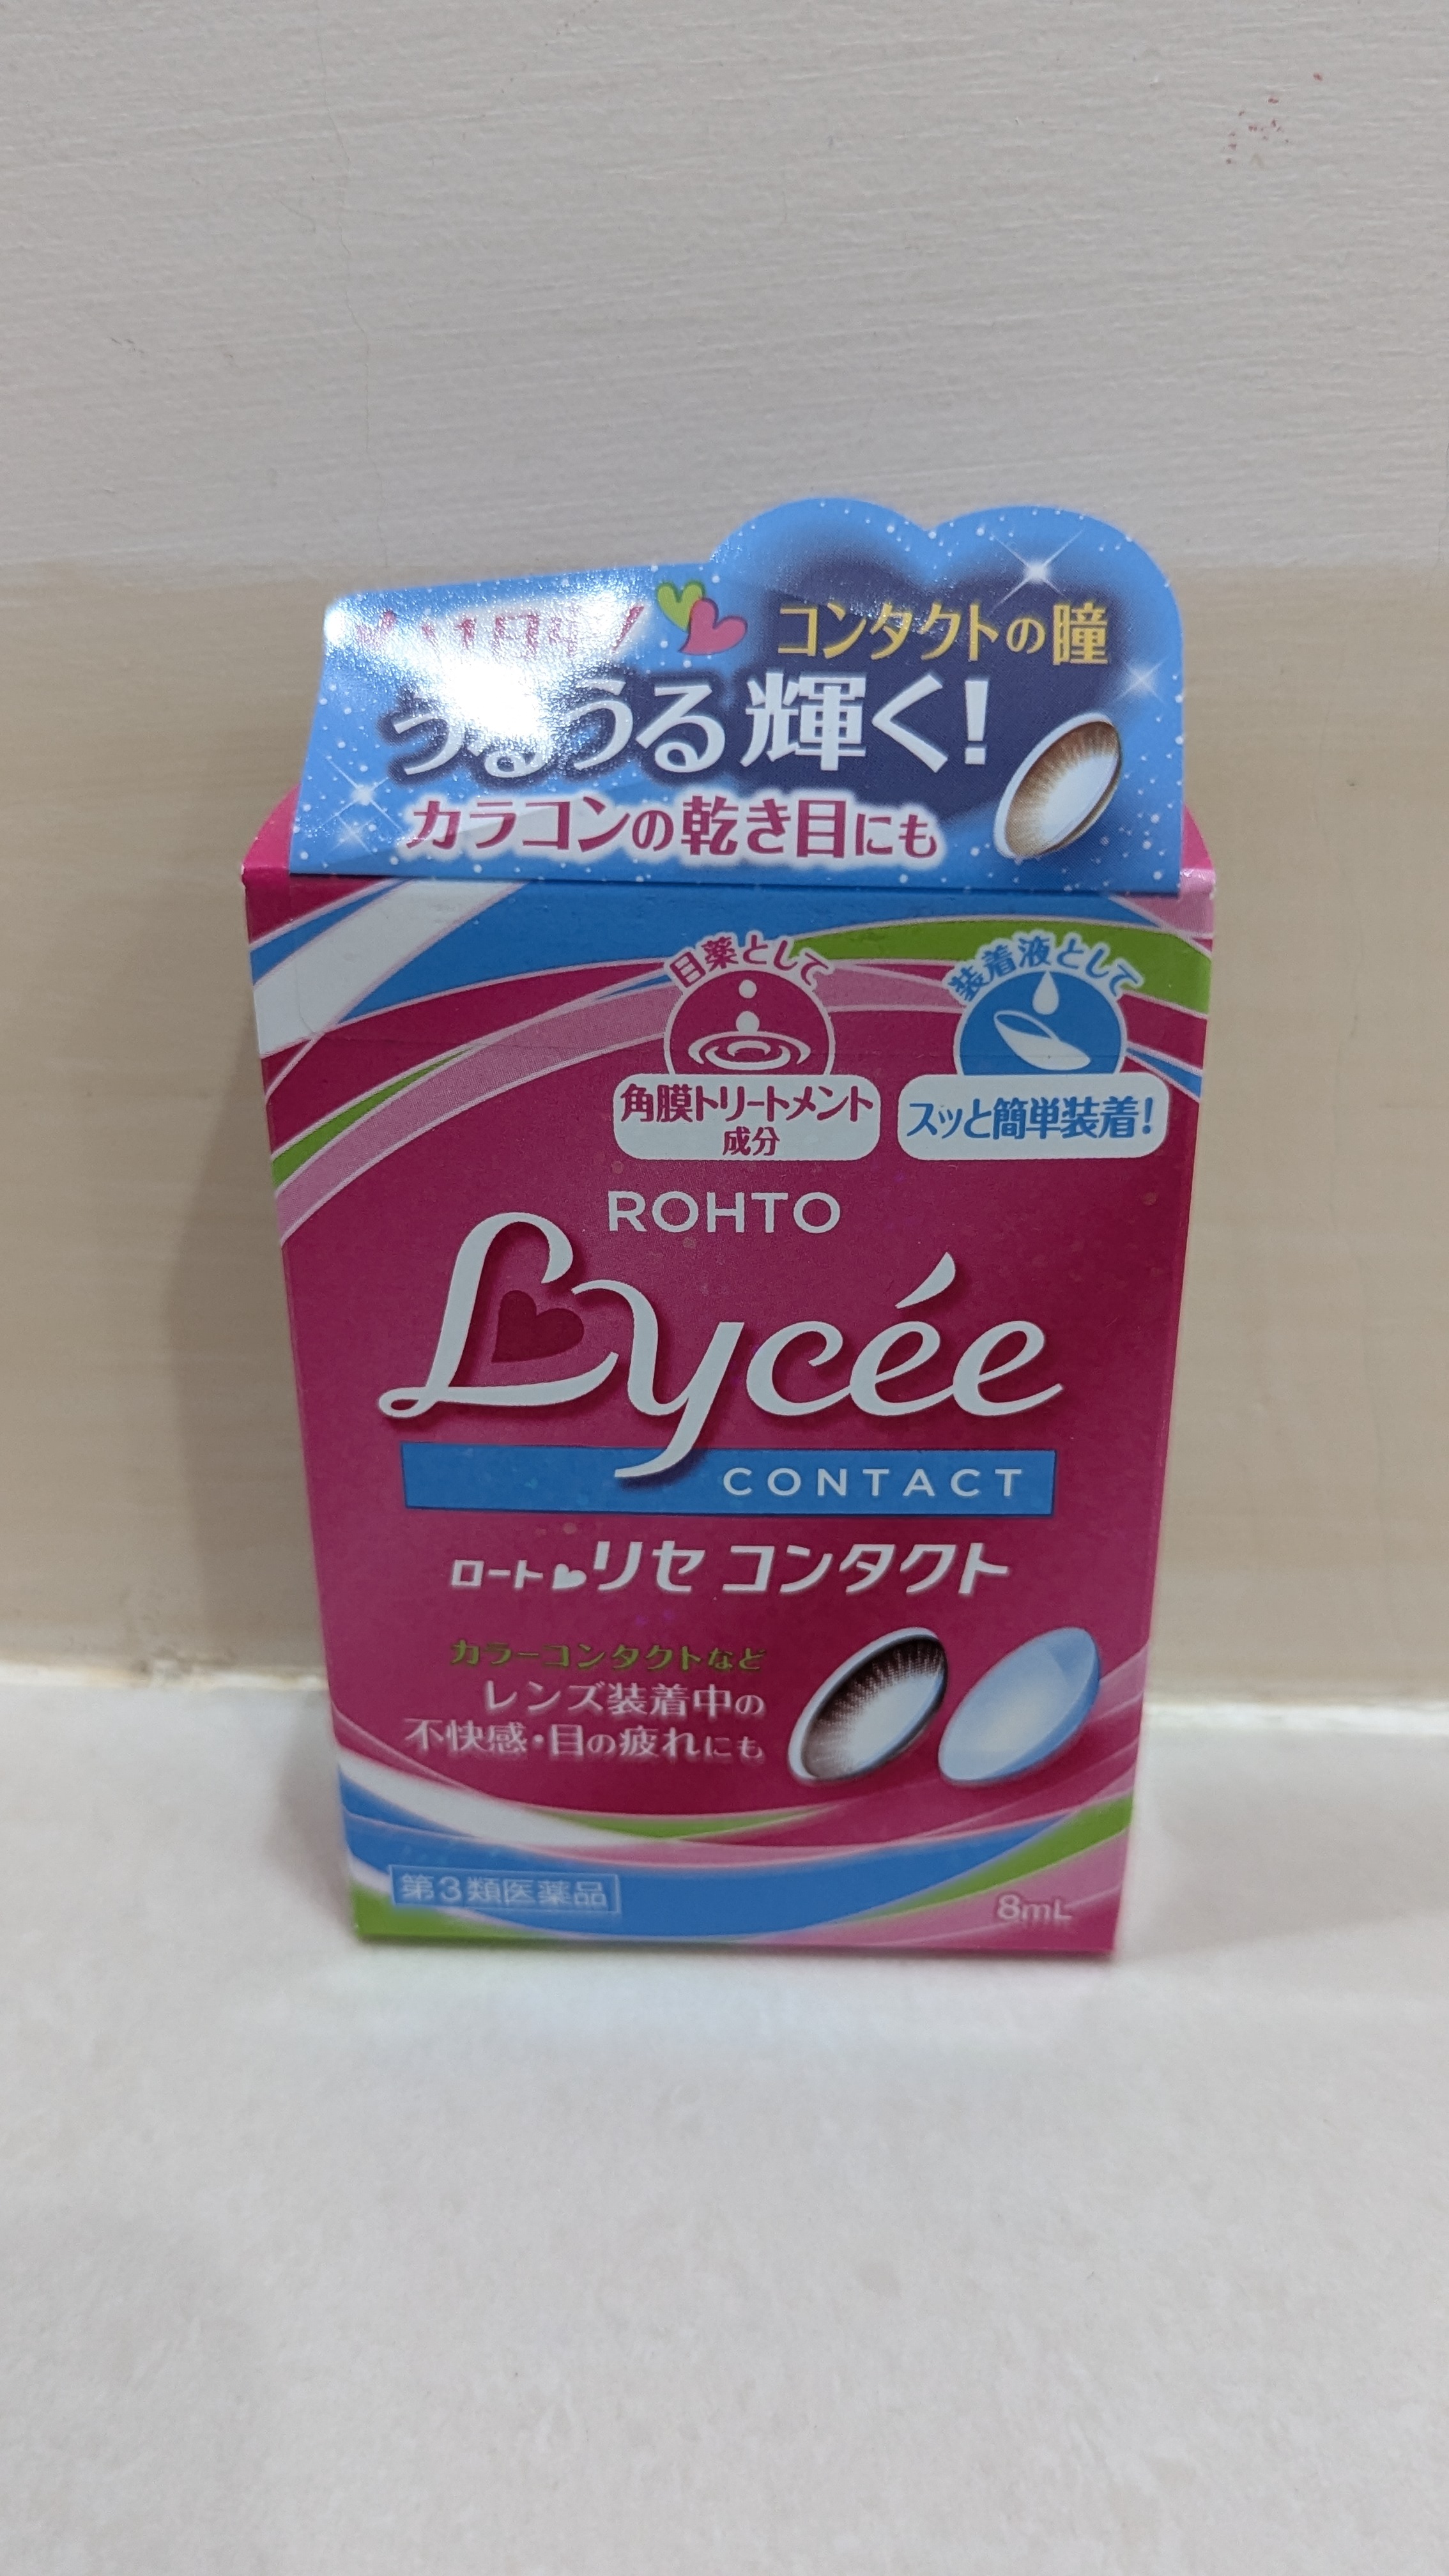 コンタクトの瞳
うるうる輝く!
カラコンの乾き目にも
目薬として
角膜トリートメント
成分
装着液として
スッと簡単装着!
ROHTO
Lycée
CONTACT
ロートリセ コンタクト
カラーコンタクトなど
レンズ装着中の
不快感・目の疲れにも
第3類医薬品
8mL